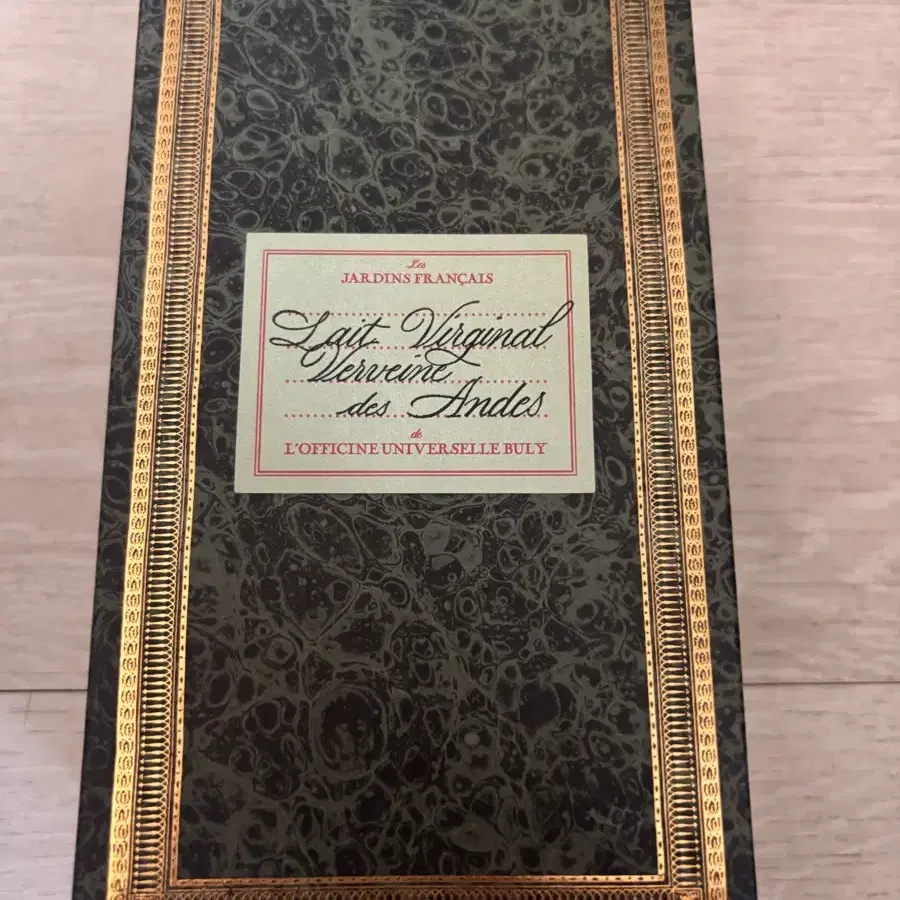 Les
JARDINS FRANÇAIS
Lait Virginal
Verveine
des Andes
de
L'OFFICINE UNIVERSELLE BULY